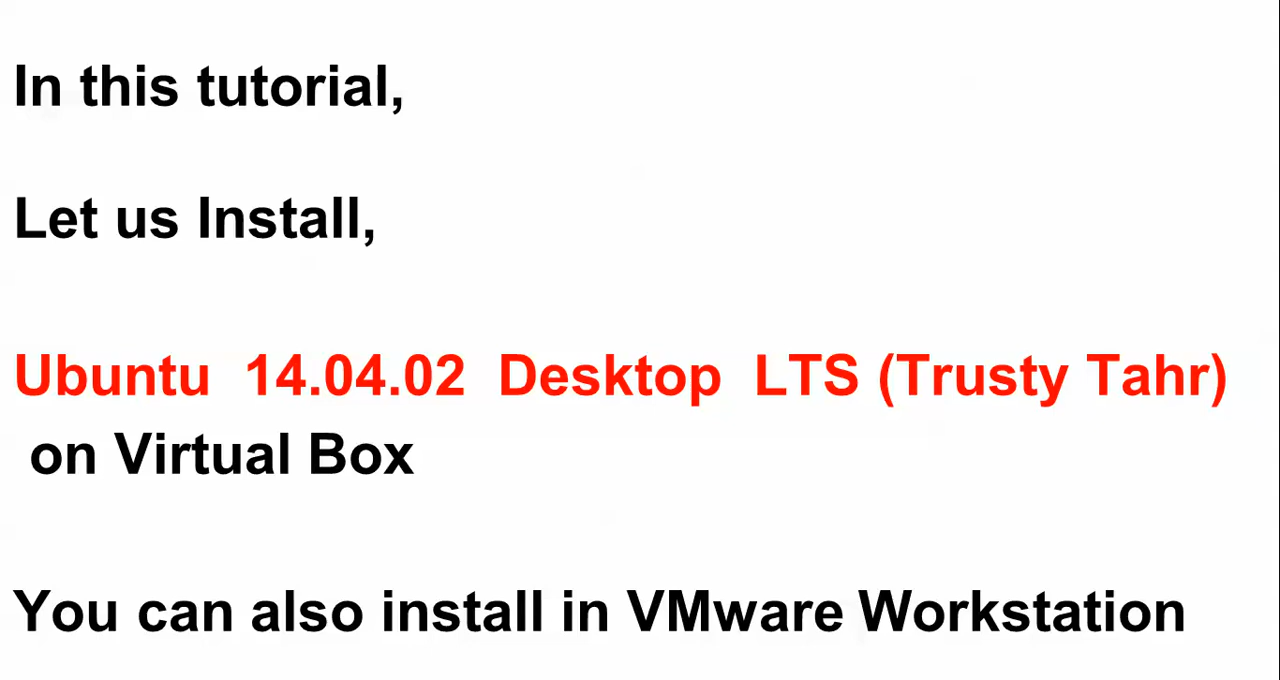 In this tutorial,
Let us Install,
Ubuntu 14.04.02 Desktop LTS (Trusty Tahr)
on Virtual Box
You can also install in VMware Workstation